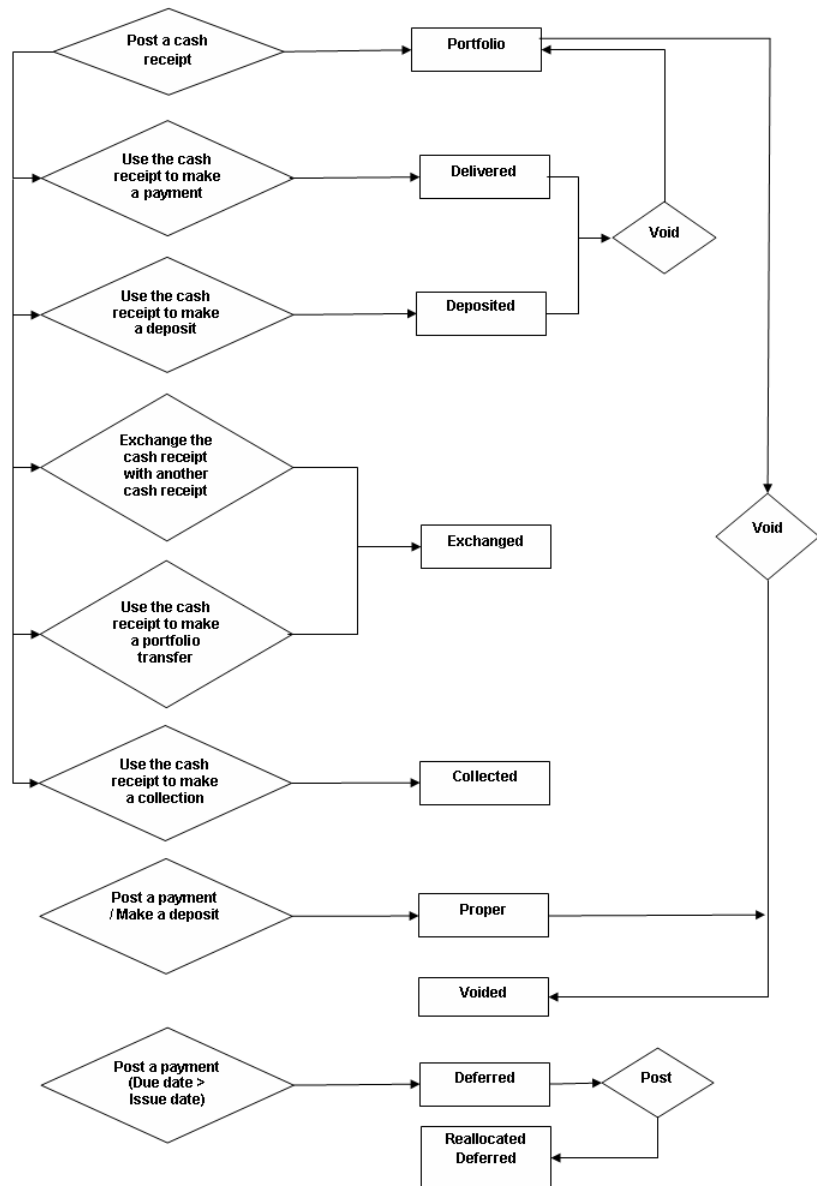 Post a cash
receipt
Portfolio
Use the cash
receipt to make
a payment
Delivered
Void
Use the cash
receipt to make
a deposit
Deposited
Exchange the
cash receipt
with another
cash receipt
Exchanged
Void
Use the cash
receipt to make
a portfolio
transfer
Use the cash
receipt to make
a collection
Collected
Post a payment
/ Make a deposit
Proper
Voided
Post a payment
(Due date >
Issue date)
Deferred
Post
Reallocated
Deferred